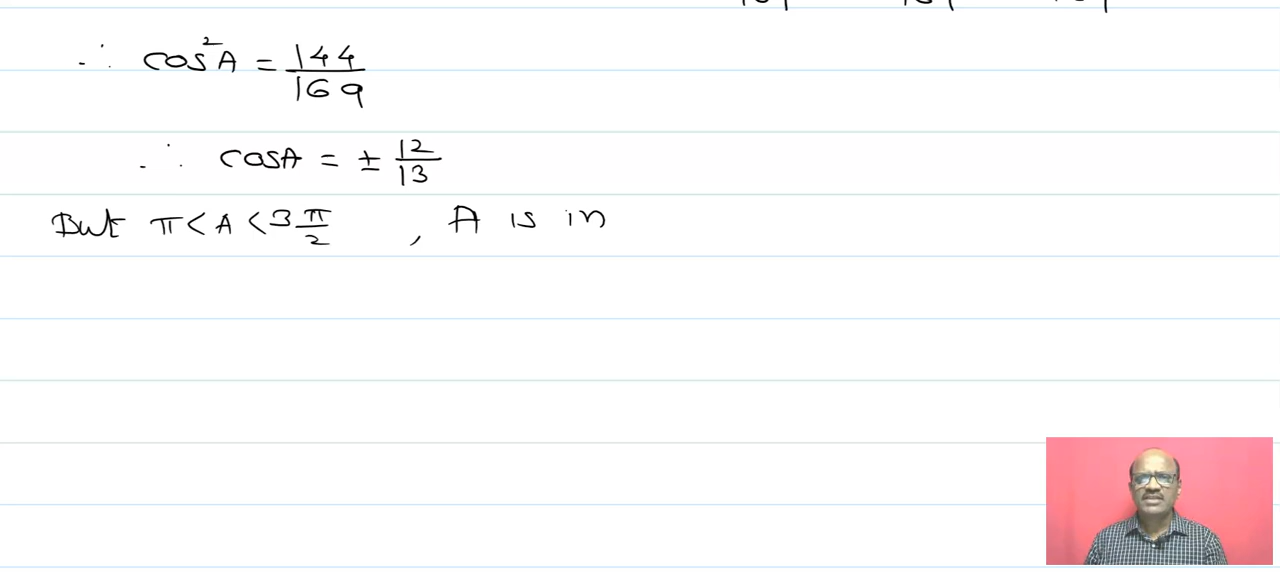 ∴ cos²A = 144/169
∴ cosA = ± 12/13
But π < A < 3π/2 , A is in